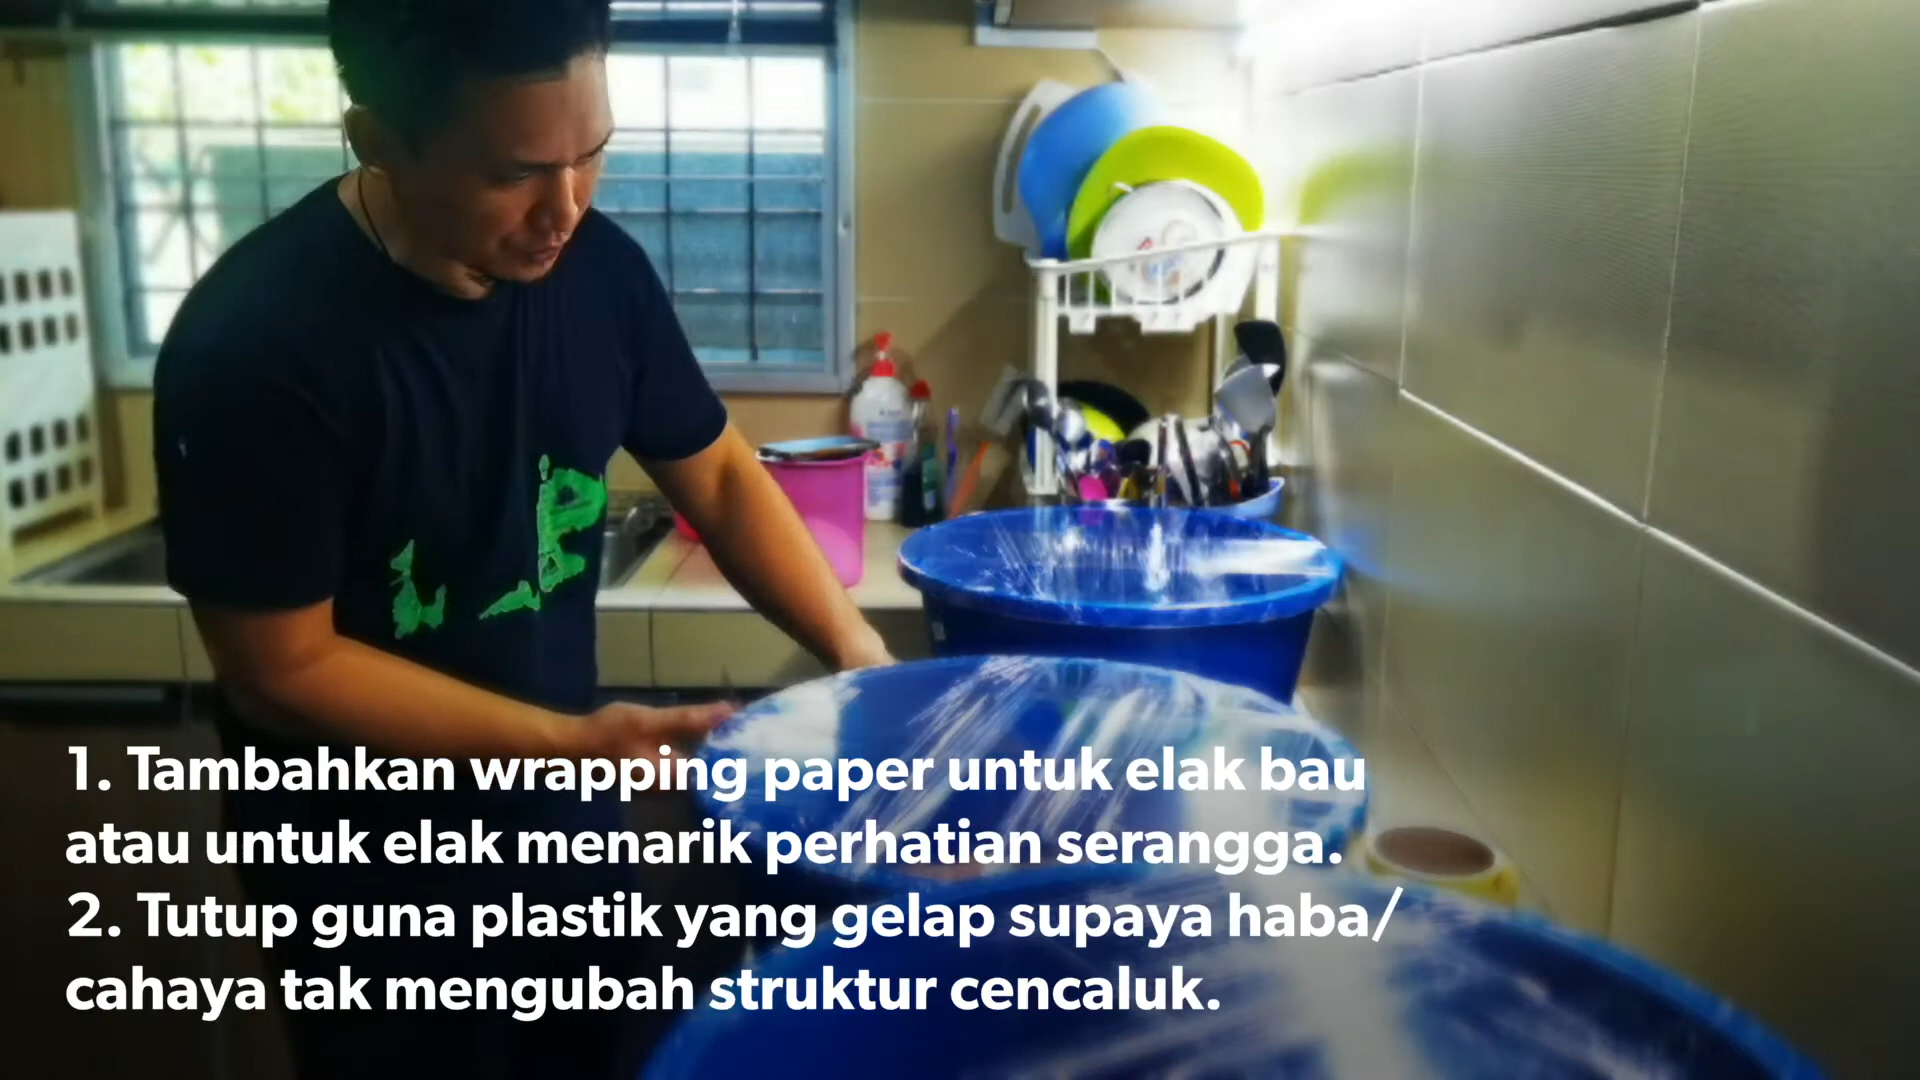 1. Tambahkan wrapping paper untuk elak bau
atau untuk elak menarik perhatian serangga.
2. Tutup guna plastik yang gelap supaya haba/
cahaya tak mengubah struktur cencaluk.